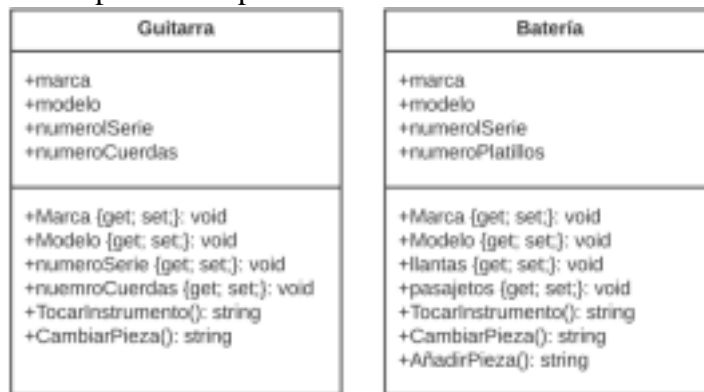 Guitarra
+marca
+modelo
+numerolSerie
+numeroCuerdas
+Marca {get; set;}: void
+Modelo {get; set;}: void
+numeroSerie {get; set;}: void
+nuemroCuerdas {get; set;}: void
+TocarInstrumento(): string
+CambiarPieza(): string
Batería
+marca
+modelo
+numerolSerie
+numeroPlatillos
+Marca {get; set;}: void
+Modelo {get; set;}: void
+llantas {get; set;}: void
+pasajetos {get; set;}: void
+TocarInstrumento(): string
+CambiarPieza(): string
+AñadirPieza(): string